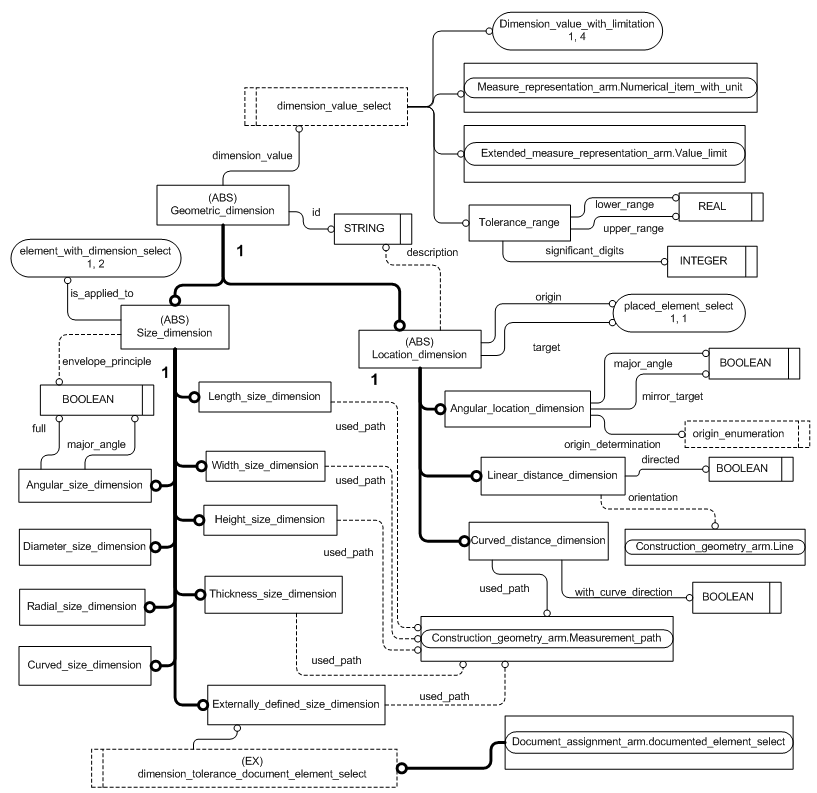 Dimension_value_with_limitation
1, 4
dimension_value_select
Measure_representation_arm.Numerical_item_with_unit
Extended_measure_representation_arm.Value_limit
dimension_value
(ABS)
Geometric_dimension
id
STRING
Tolerance_range
lower_range
upper_range
REAL
significant_digits
INTEGER
1
description
element_with_dimension_select
1, 2
is_applied_to
(ABS)
Size_dimension
envelope_principle
1
origin
placed_element_select
1, 1
target
(ABS)
Location_dimension
1
BOOLEAN
full
major_angle
Length_size_dimension
used_path
Angular_location_dimension
major_angle
mirror_target
BOOLEAN
origin_determination
origin_enumeration
Angular_size_dimension
Width_size_dimension
used_path
Linear_distance_dimension
directed
BOOLEAN
orientation
Diameter_size_dimension
Height_size_dimension
used_path
Curved_distance_dimension
Construction_geometry_arm.Line
Radial_size_dimension
Thickness_size_dimension
used_path
with_curve_direction
BOOLEAN
Construction_geometry_arm.Measurement_path
Curved_size_dimension
used_path
Externally_defined_size_dimension
used_path
(EX)
dimension_tolerance_document_element_select
Document_assignment_arm.documented_element_select